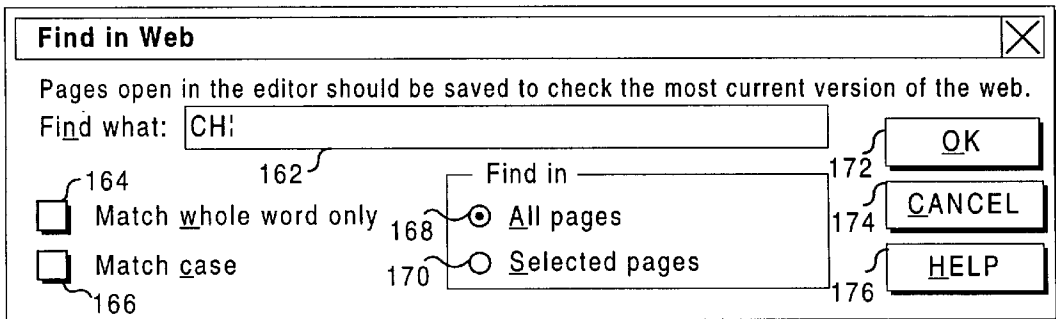 Find in Web
Pages open in the editor should be saved to check the most current version of the web.
Find what: CH
162
OK
172
164
Match whole word only
Find in
168
All pages
CANCEL
174
Match case
166
170
Selected pages
HELP
176